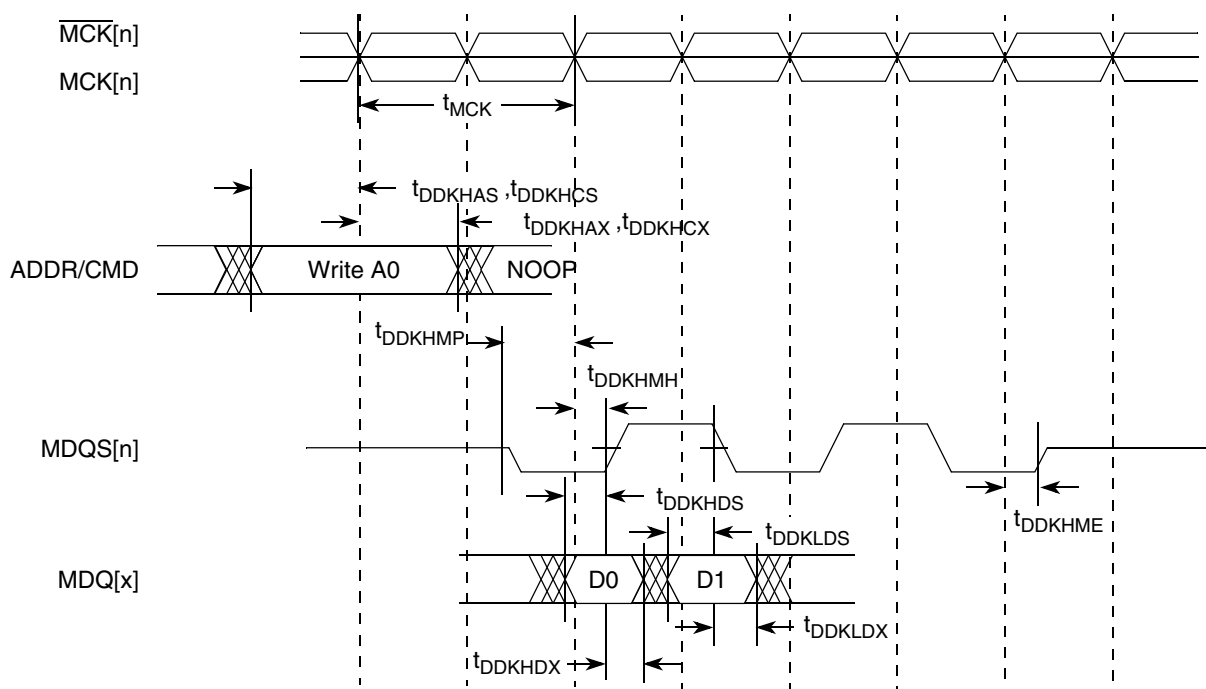 MCK[n]
MCK[n]
tMCK
tDDKHAS ,tDDKHCS
tDDKHAX ,tDDKHCX
ADDR/CMD
Write A0
NOOP
tDDKHMP
tDDKHMH
MDQS[n]
tDDKHDS
tDDKHME
tDDKLDS
MDQ[x]
D0
D1
tDDKLDX
tDDKHDX